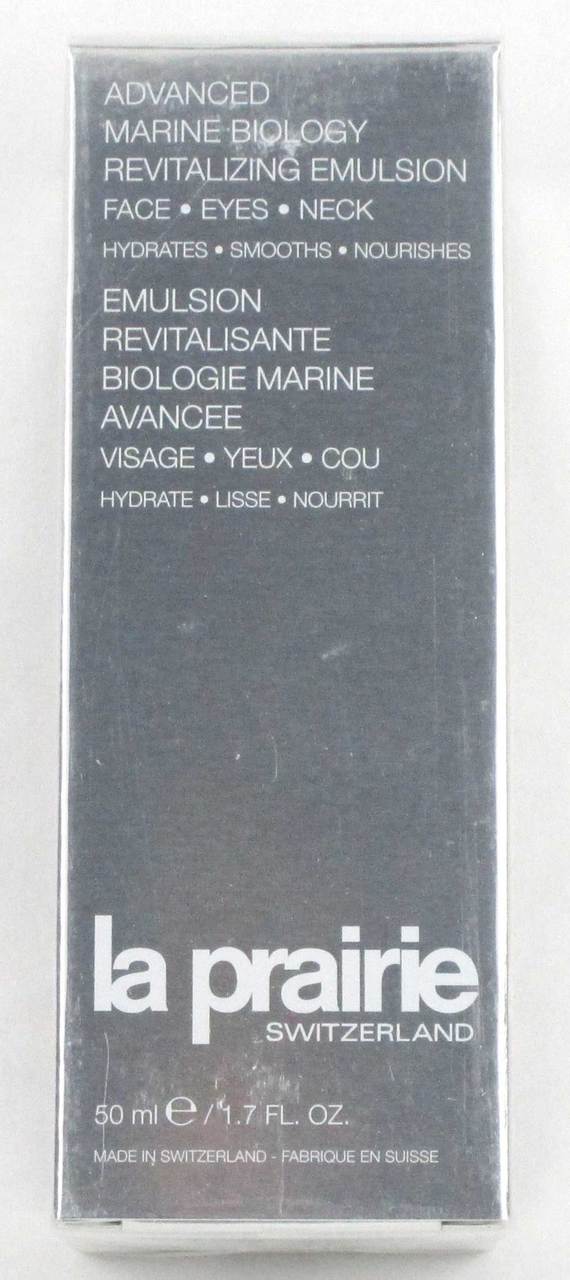 ADVANCED
MARINE BIOLOGY
REVITALIZING EMULSION
FACE • EYES • NECK
HYDRATES • SMOOTHS • NOURISHES
EMULSION
REVITALISANTE
BIOLOGIE MARINE
AVANCEE
VISAGE • YEUX • COU
HYDRATE • LISSE • NOURRIT
la prairie
SWITZERLAND
50 ml ℮ / 1.7 FL. OZ.
MADE IN SWITZERLAND - FABRIQUE EN SUISSE